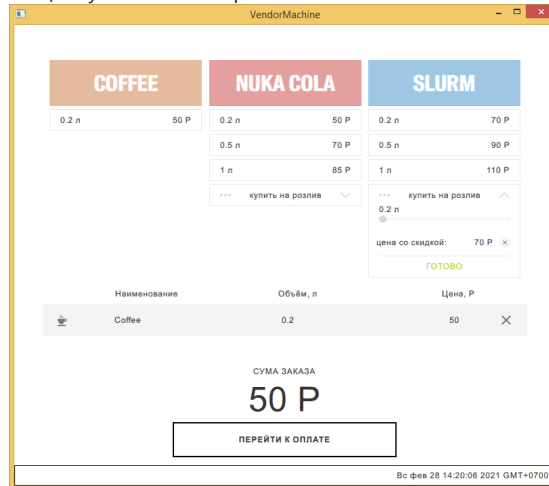 VendorMachine
COFFEE NUKA COLA SLURM
0.2 л 50 Р 0.2 л 50 Р 0.2 л 70 Р
0.5 л 70 Р 0.5 л 90 Р
1 л 85 Р 1 л 110 Р
купить на розлив купить на розлив
0.2 л
цена со скидкой: 70 Р
ГОТОВО
Наименование Объём, л Цена, Р
Coffee 0.2 50
СУМА ЗАКАЗА
50 Р
ПЕРЕЙТИ К ОПЛАТЕ
Вс фев 28 14:20:06 2021 GMT+0700